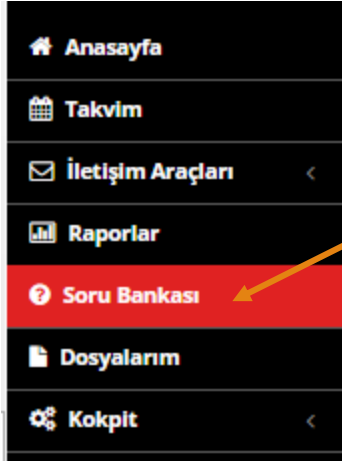 Anasayfa
Takvim
İletişim Araçları
Raporlar
Soru Bankası
Dosyalarım
Kokpit